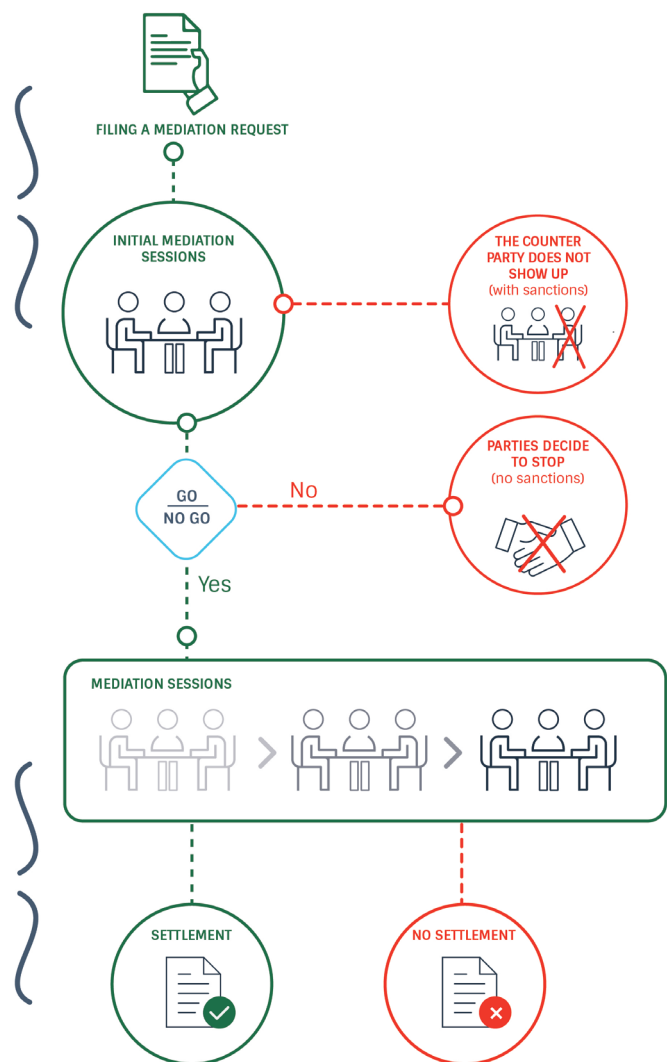 FILING A MEDIATION REQUEST
INITIAL MEDIATION
SESSIONS
THE COUNTER
PARTY DOES NOT
SHOW UP
(with sanctions)
PARTIES DECIDE
TO STOP
(no sanctions)
GO
NO GO
No
Yes
MEDIATION SESSIONS
SETTLEMENT
NO SETTLEMENT